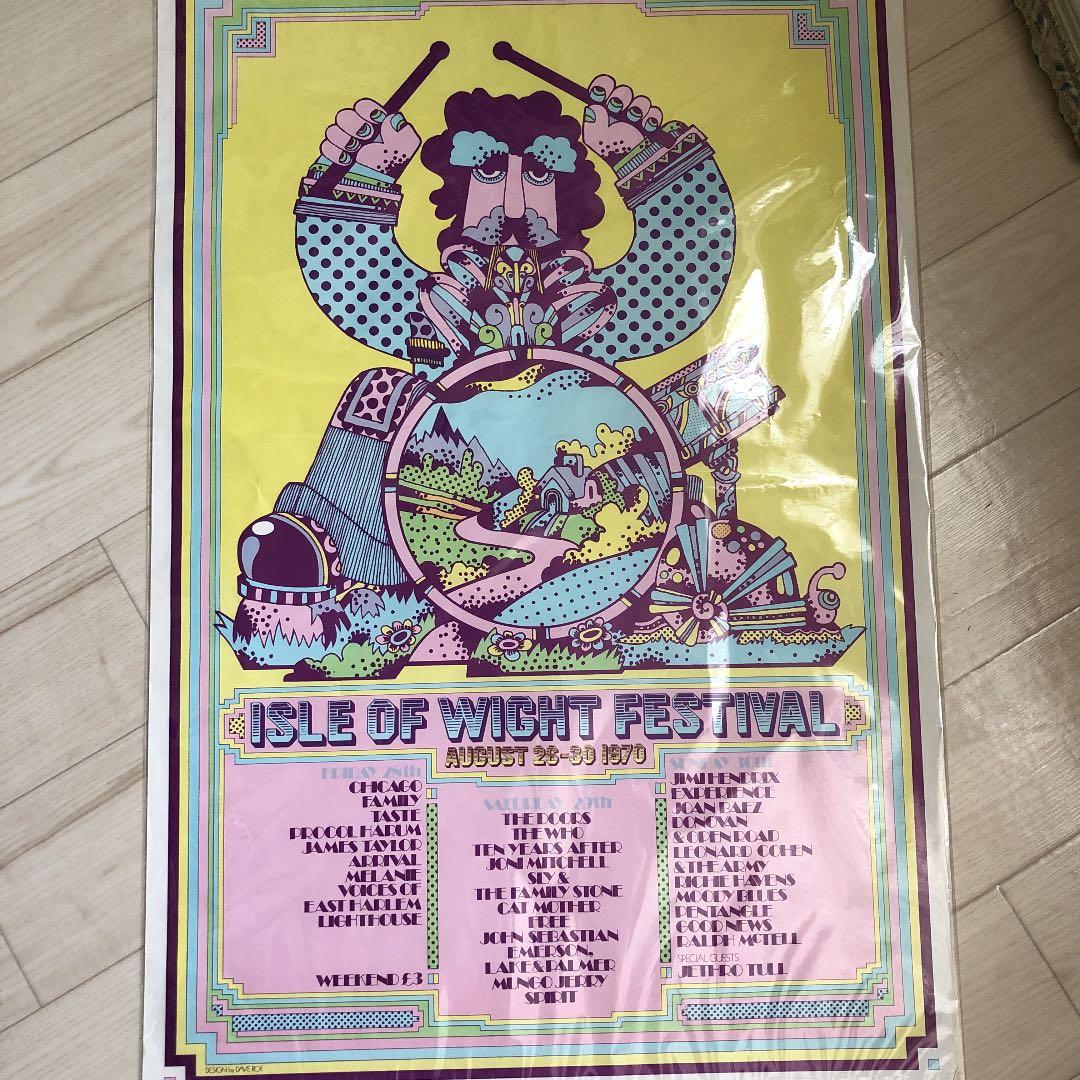 ISLE OF WIGHT FESTIVAL
AUGUST 26-30 1970
FRIDAY 28th
CHICAGO
FAMILY
TASTE
PROCOL HARUM
JAMES TAYLOR
ARRIVAL
MELANIE
VOICES OF
EAST HARLEM
LIGHTHOUSE
WEEKEND £3
SATURDAY 29th
THE DOORS
THE WHO
TEN YEARS AFTER
JONI MITCHELL
SLY &
THE FAMILY STONE
CAT MOTHER
FREE
JOHN SEBASTIAN
EMERSON,
LAKE & PALMER
MUNGO JERRY
SPIRIT
SUNDAY 30th
JIMI HENDRIX
EXPERIENCE
JOAN BAEZ
DONOVAN
& OPEN ROAD
LEONARD COHEN
& THE ARMY
RICHIE HAVENS
MOODY BLUES
PENTANGLE
GOOD NEWS
RALPH McTELL
SPECIAL GUESTS
JETHRO TULL
DESIGN by DAVE ROE